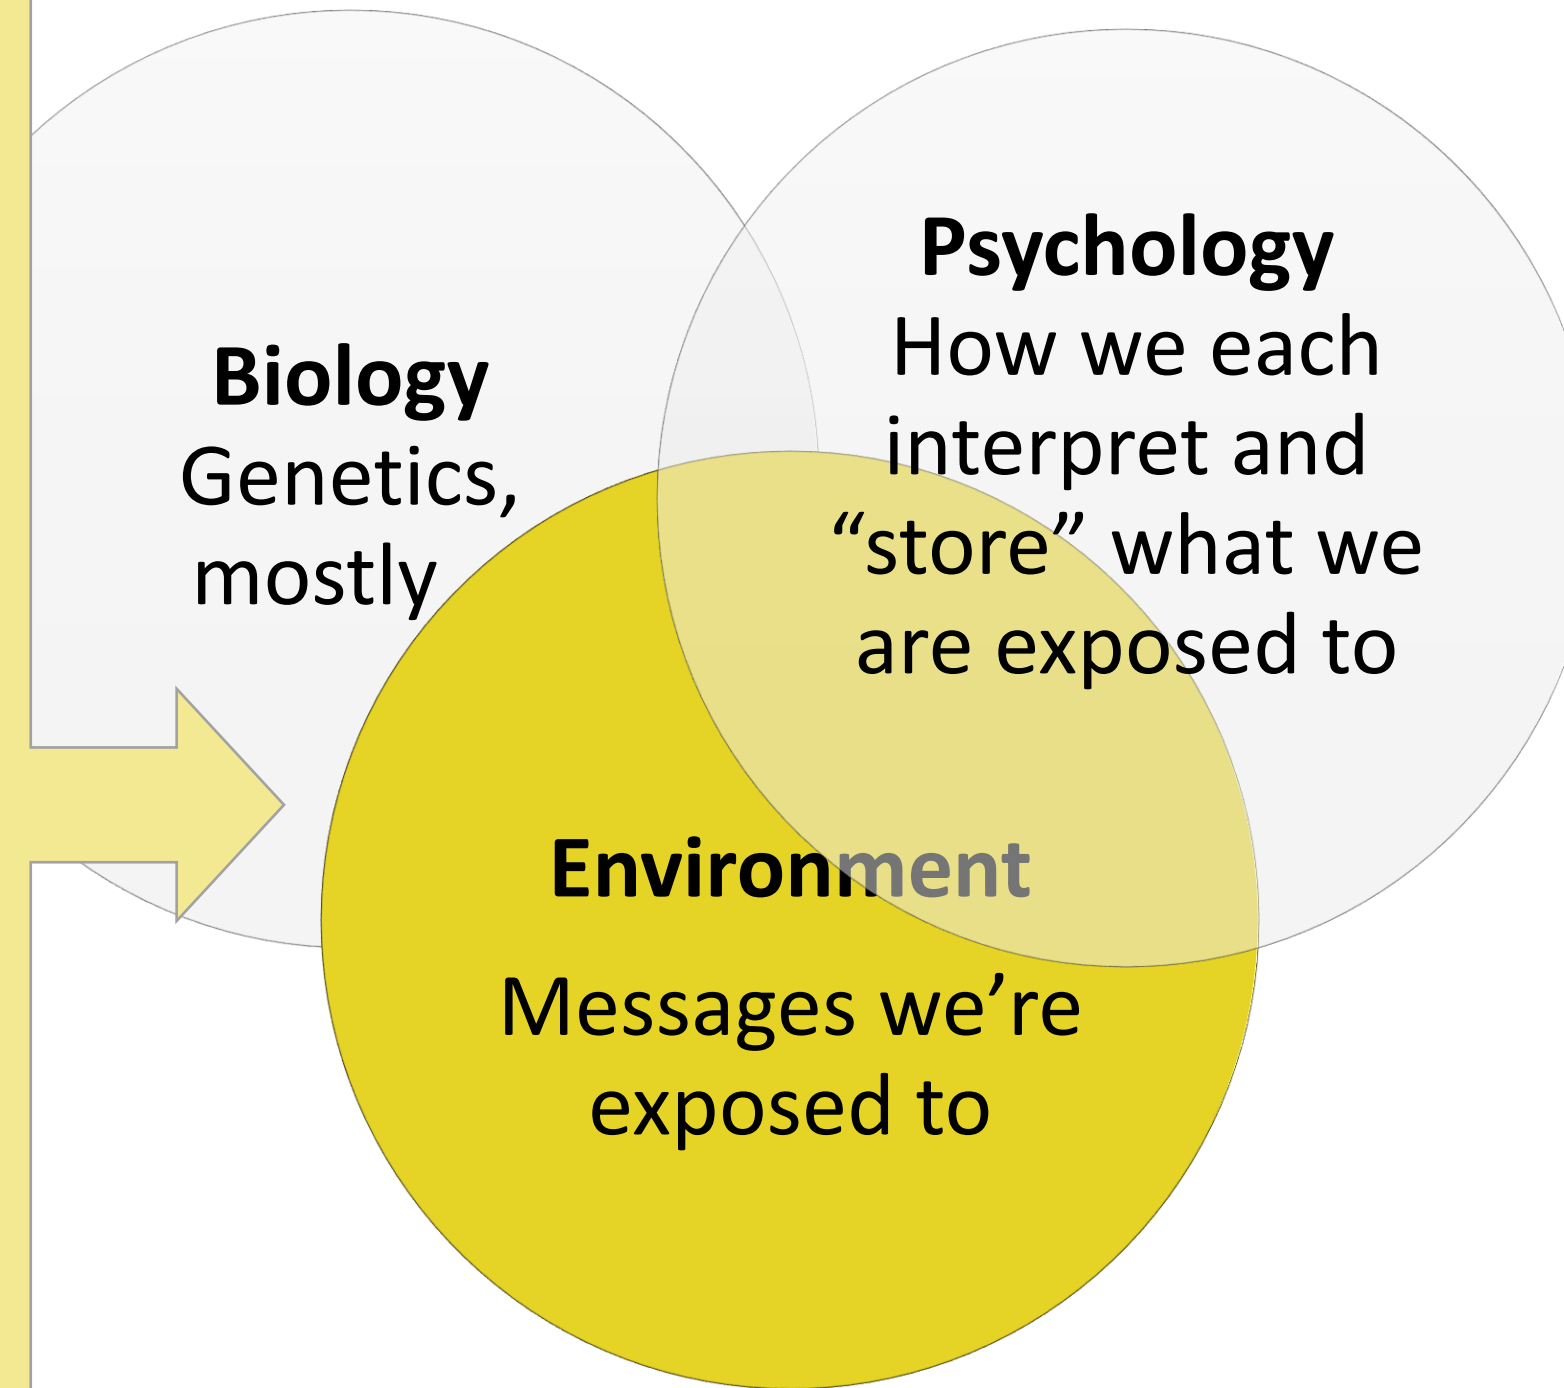 Biology
Genetics,
mostly
Psychology
How we each
interpret and
“store” what we
are exposed to
Environment
Messages we’re
exposed to